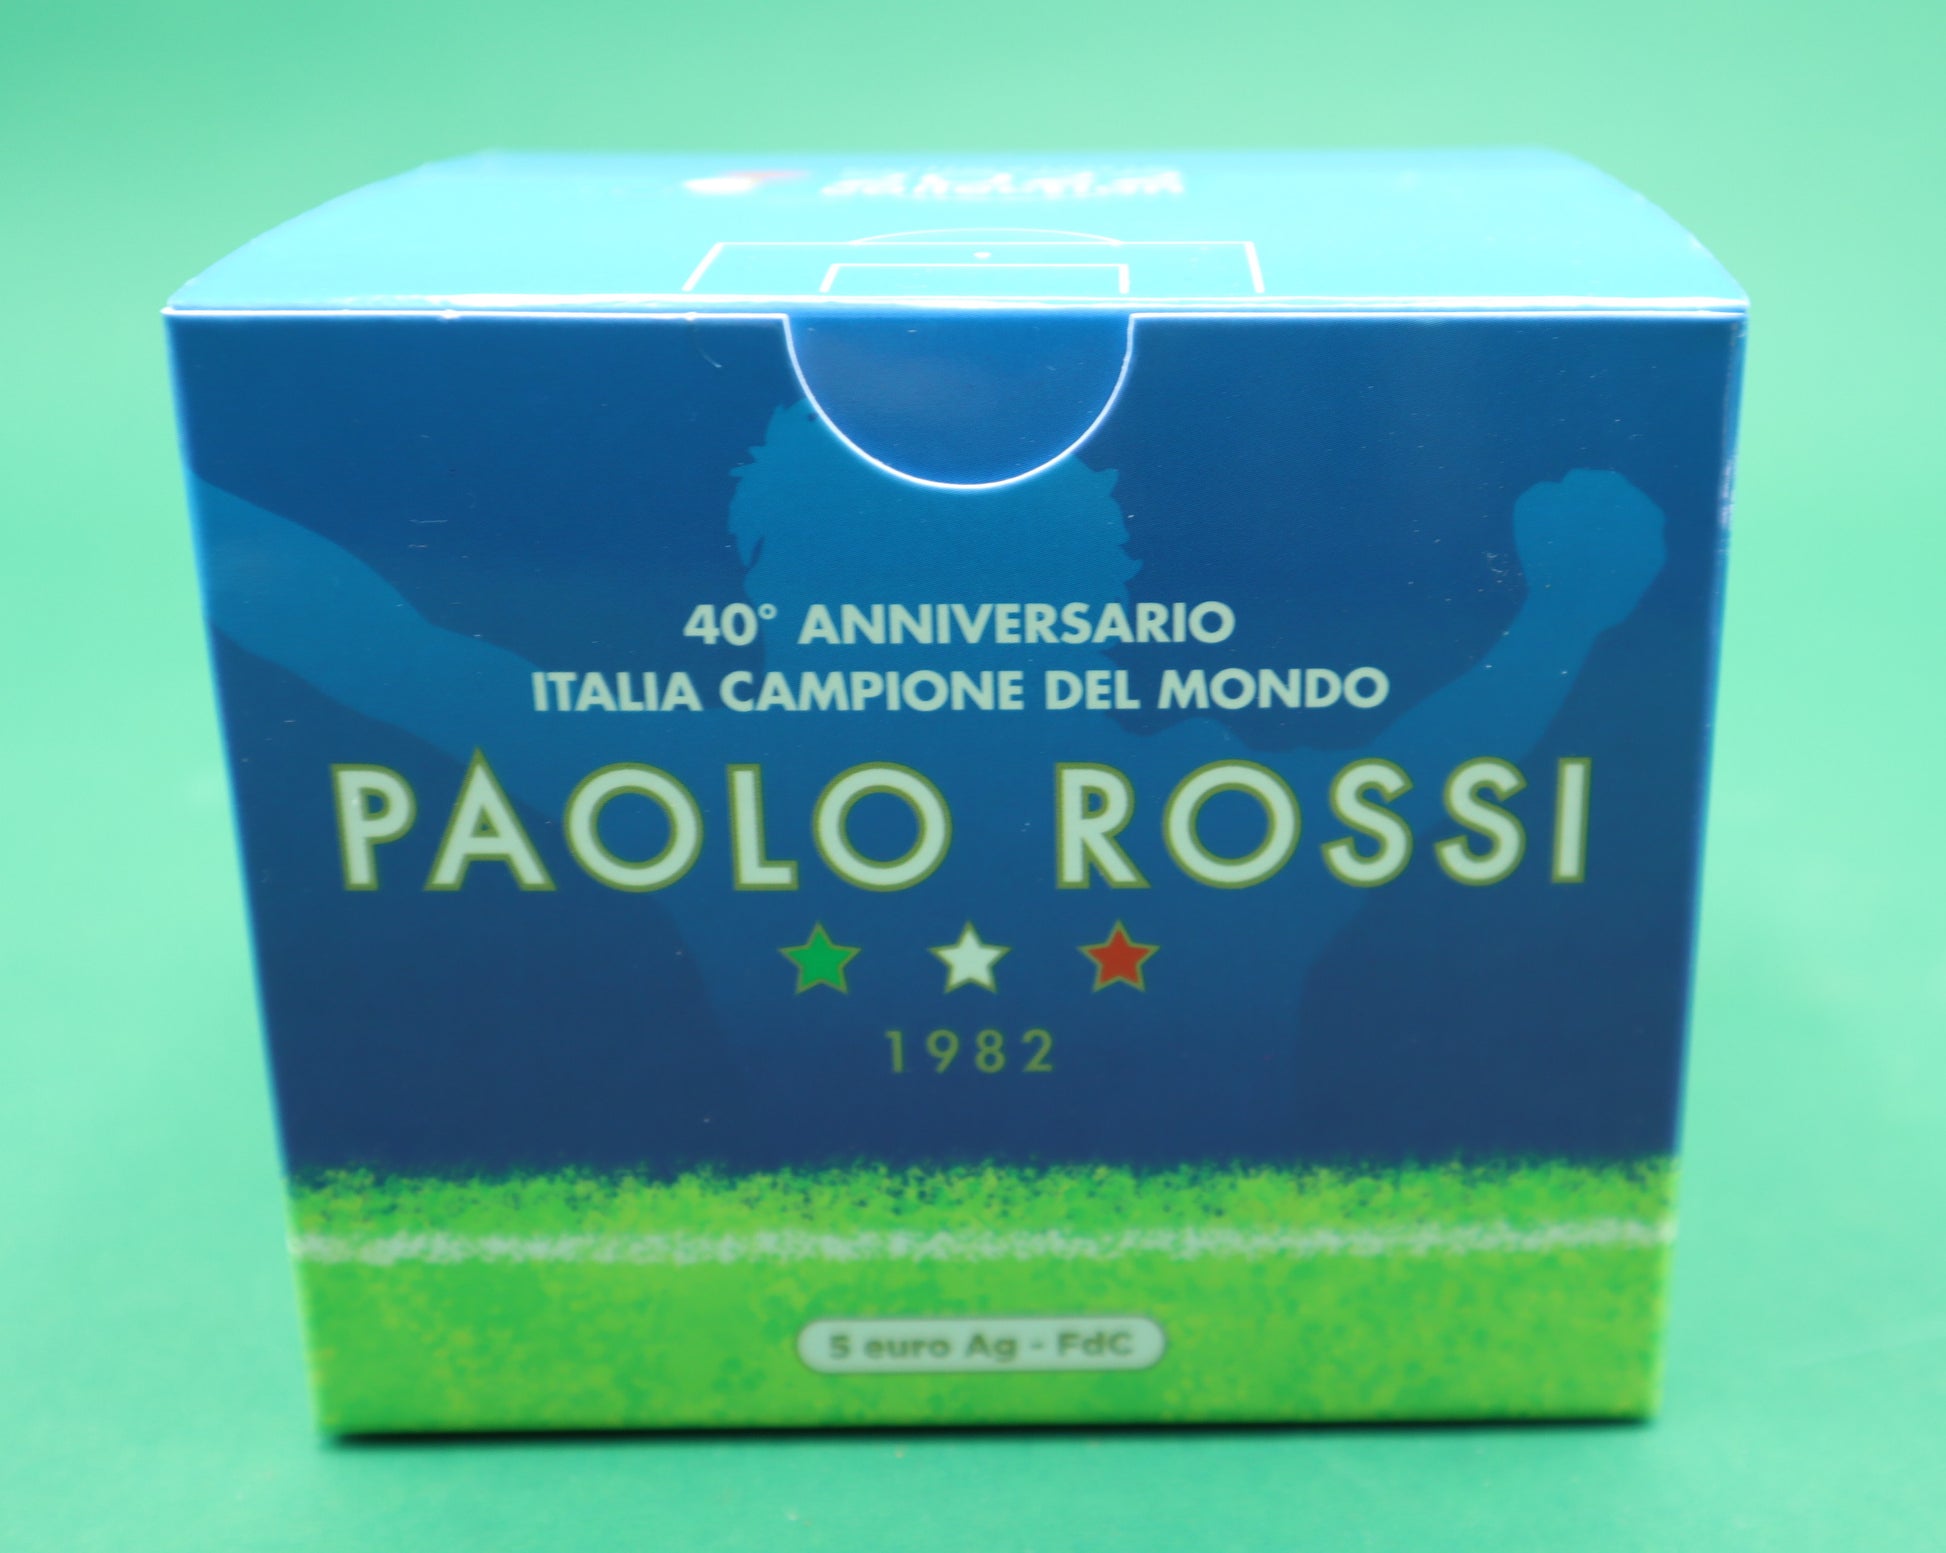 40° ANNIVERSARIO
ITALIA CAMPIONE DEL MONDO
PAOLO ROSSI
1982
5 euro Ag - FdC